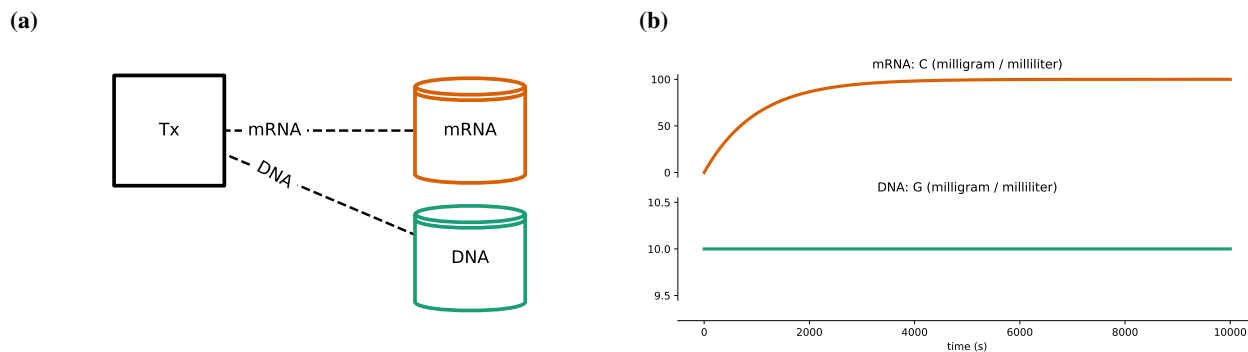 (a)
Tx
mRNA
DNA
mRNA
DNA
(b)
mRNA: C (milligram / milliliter)
100
50
0
DNA: G (milligram / milliliter)
10.5
10.0
9.5
0 2000 4000 6000 8000 10000
time (s)